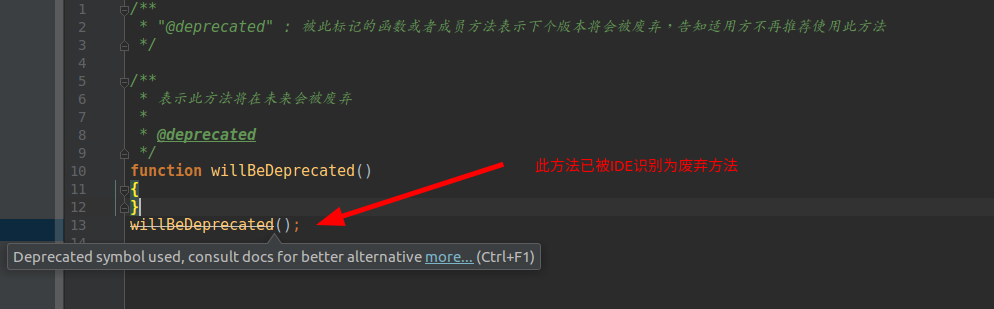 1 /**
2 * "@deprecated" : 被此标记的函数或者成员方法表示下个版本将会被废弃，告知适用方不再推荐使用此方法
3 */
4
5 /**
6 * 表示此方法将在未来会被废弃
7 *
8 * @deprecated
9 */
10 function willBeDeprecated()
11 {
12 }
13 willBeDeprecated();
14
此方法已被IDE识别为废弃方法
Deprecated symbol used, consult docs for better alternative more... (Ctrl+F1)